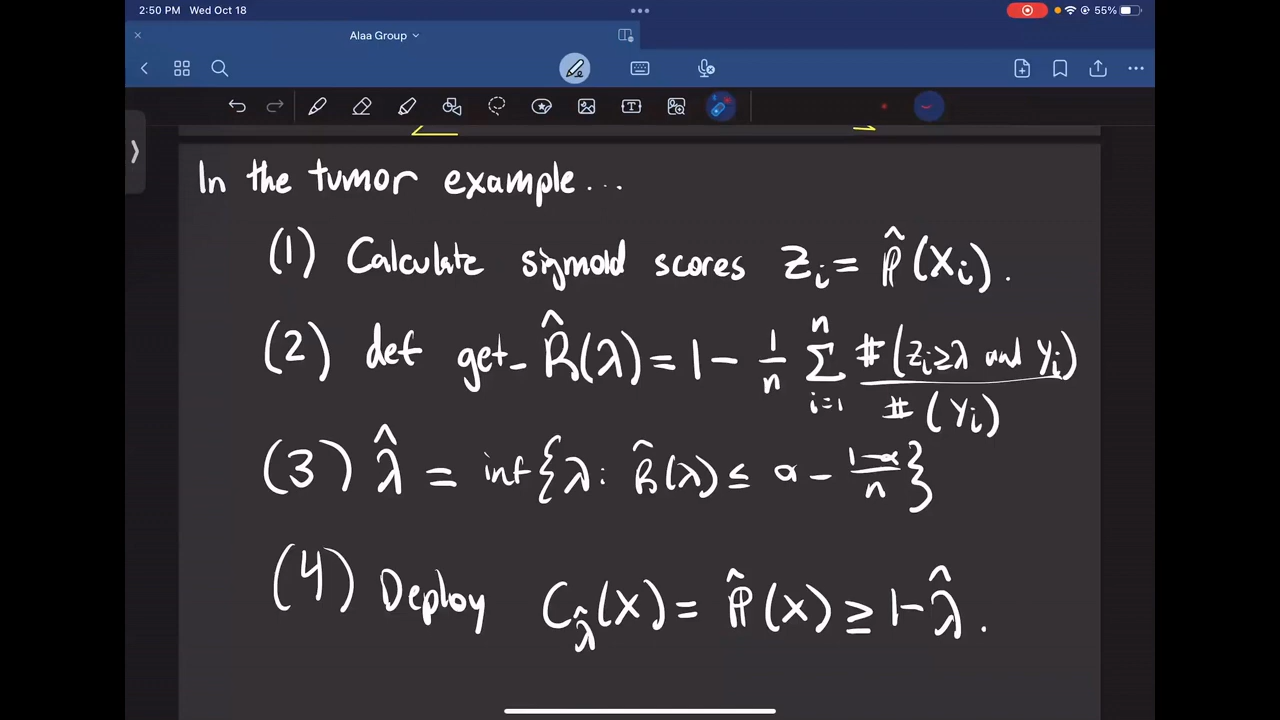 2:50 PM Wed Oct 18
55%
Alaa Group
In the tumor example...
(1) Calculate sigmoid scores Zᵢ = P̂(Xᵢ).
(2) def get_R̂(λ) = 1 - 1/n Σᵢ₌₁ⁿ #(Zᵢ≥λ and Yᵢ) / #(Yᵢ)
(3) λ̂ = inf{λ: R̂(λ) ≤ α - (1-α)/n}
(4) Deploy C_λ̂(X) = P̂(X) ≥ 1-λ̂.